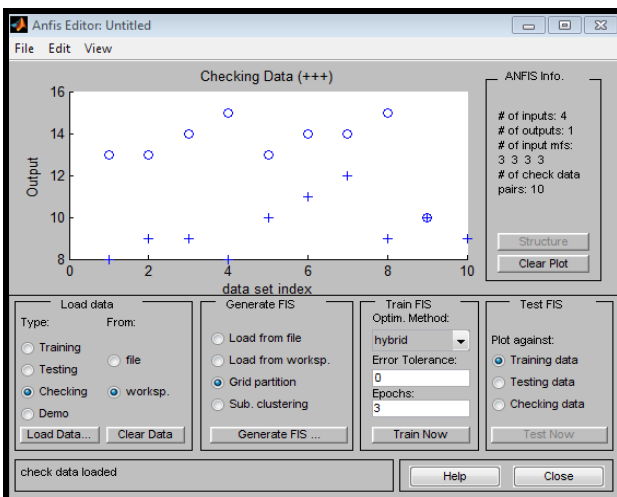 Anfis Editor: Untitled
File Edit View
Checking Data (+++)
16
14
12
10
8
Output
0 2 4 6 8 10
data set index
ANFIS Info.
# of inputs: 4
# of outputs: 1
# of input mfs:
3 3 3 3
# of check data
pairs: 10
Structure
Clear Plot
Load data
Type: From:
Training
Testing
Checking
Demo
file
worksp.
Load Data... Clear Data
Generate FIS
Load from file
Load from worksp.
Grid partition
Sub. clustering
Generate FIS ...
Train FIS
Optim. Method:
hybrid
Error Tolerance:
0
Epochs:
3
Train Now
Test FIS
Plot against:
Training data
Testing data
Checking data
Test Now
check data loaded
Help Close